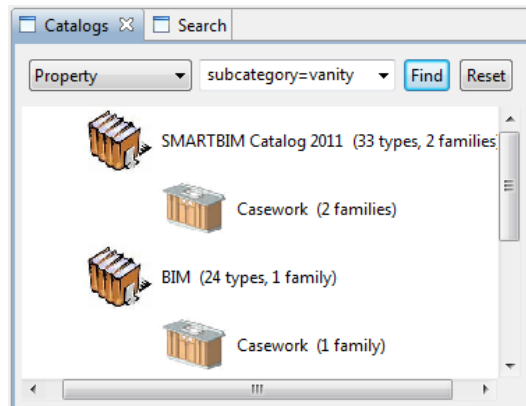 Catalogs Search
Property subcategory=vanity Find Reset
SMARTBIM Catalog 2011 (33 types, 2 families
Casework (2 families)
BIM (24 types, 1 family)
Casework (1 family)